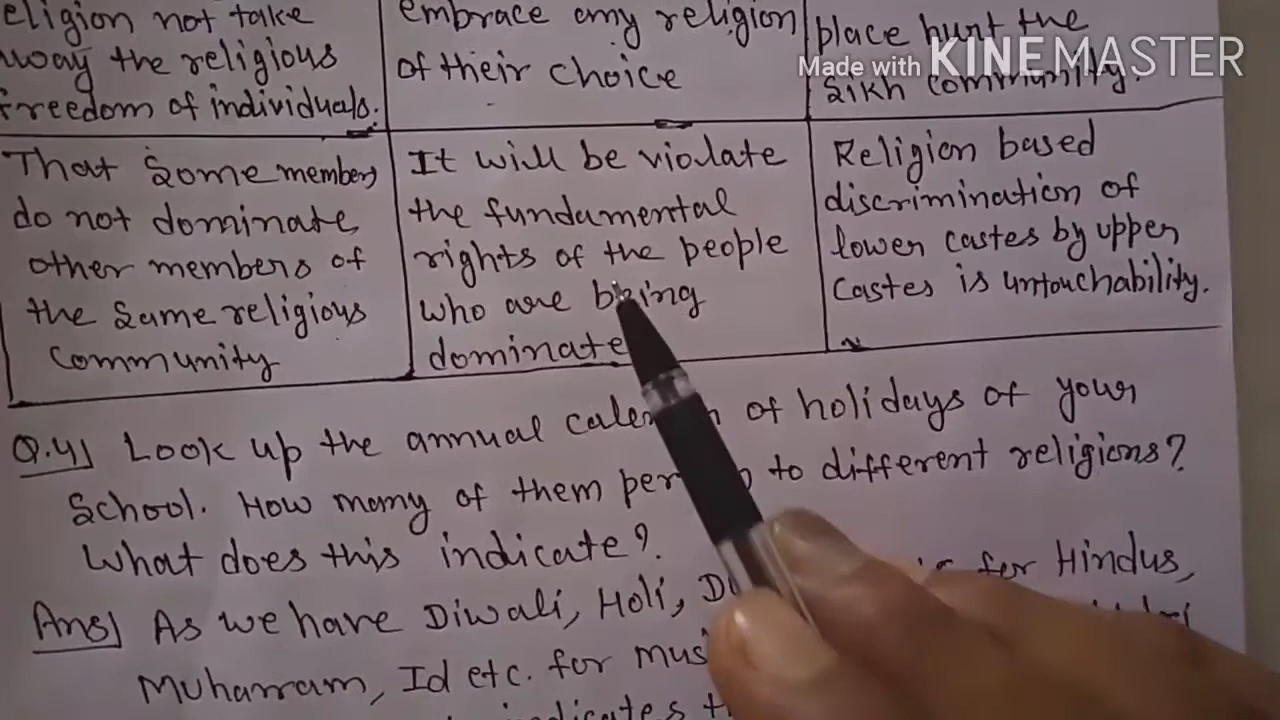 eligion not take
way the religious
freedom of individuals.
embrace any religion
of their choice
place hurt the
Sikh community.
Made with KINEMASTER
That Some members
do not dominate
other members of
the Same religious
Community
It will be violate
the fundamental
rights of the people
who are being
dominate
Religion based
discrimination of
lower castes by upper
Castes is untouchability.
Q.4) Look up the annual of holidays of your
School. How many of them to different religions?
What does this indicate?
Ans) As we have Diwali, Holi, for Hindus,
Muharram, Id etc. for
indicates